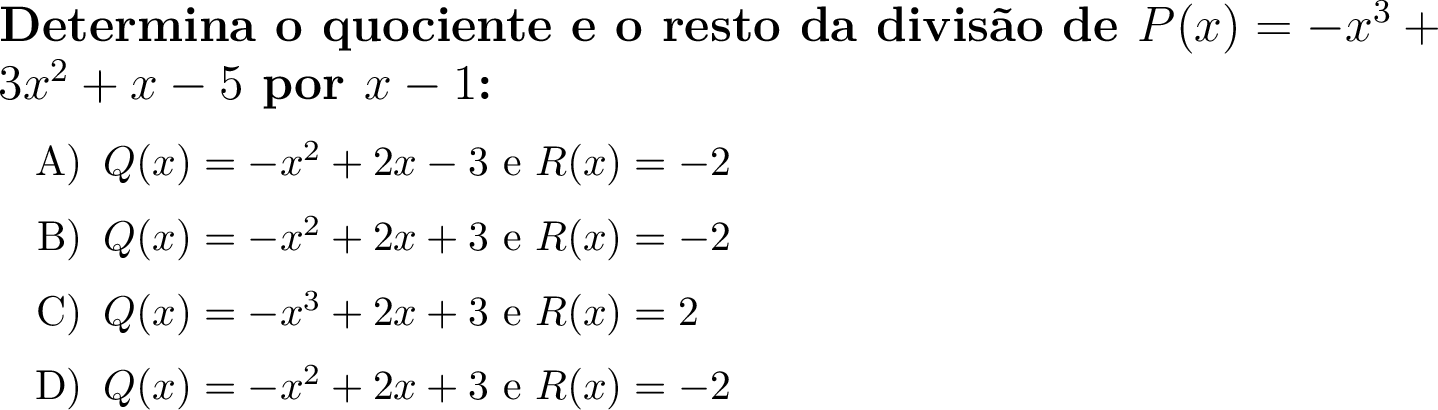 Determina o quociente e o resto da divisão de P(x) = −x³ +
3x² + x − 5 por x − 1:
A) Q(x) = −x² + 2x − 3 e R(x) = −2
B) Q(x) = −x² + 2x + 3 e R(x) = −2
C) Q(x) = −x³ + 2x + 3 e R(x) = 2
D) Q(x) = −x² + 2x + 3 e R(x) = −2